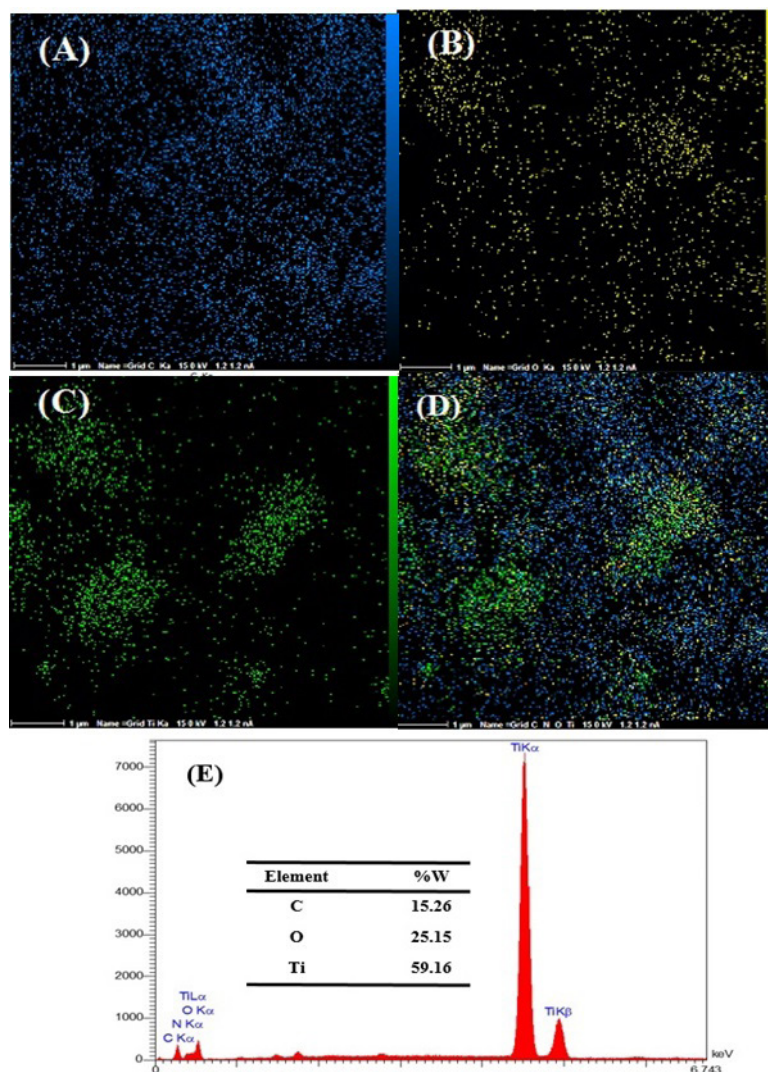 (A)
(B)
1 µm Name =Grid C Ka 15.0 kV 1.2 1.2 nA
1 µm Name =Grid O Ka 15.0 kV 1.2 1.2 nA
(C)
(D)
1 µm Name =Grid Ti Ka 15.0 kV 1.2 1.2 nA
1 µm Name =Grid C N O Ti 15.0 kV 1.2 1.2 nA
(E)
TiKα
7000
6000
5000
4000
3000
2000
1000
0
Element %W
C 15.26
O 25.15
Ti 59.16
TiLα
O Kα
N Kα
C Kα
TiKβ
keV
0
6.743